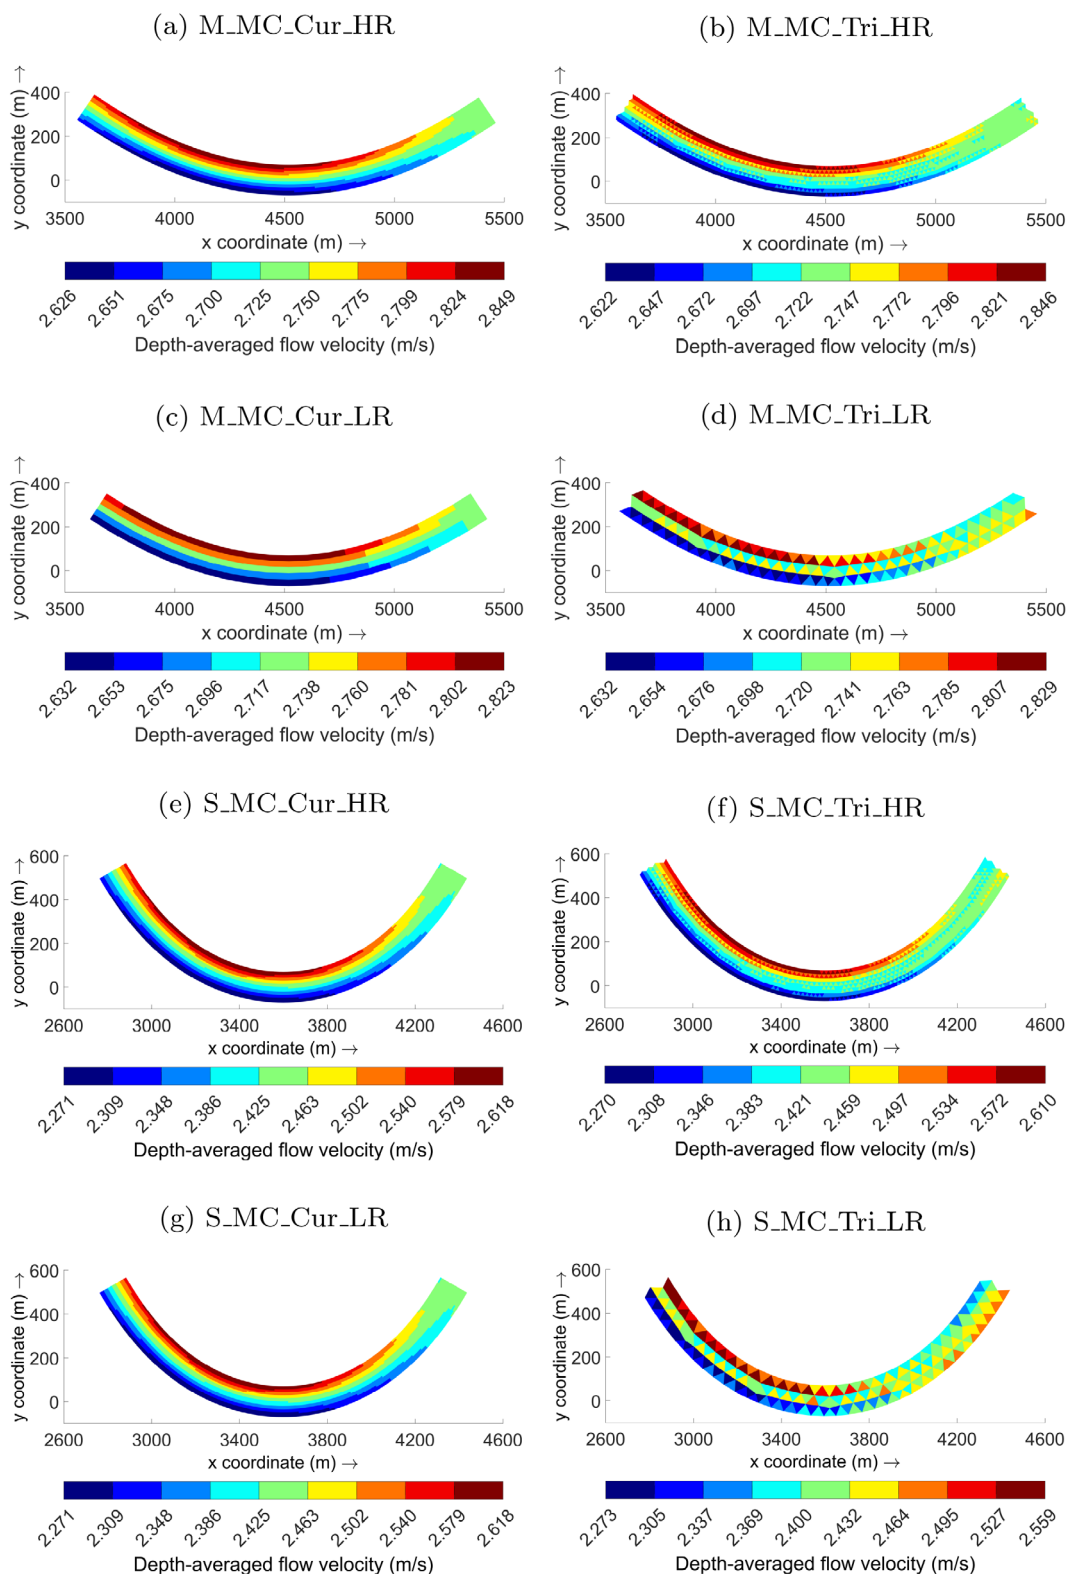 (a) M_MC_Cur_HR
y coordinate (m) →
400
200
0
3500 4000 4500 5000 5500
x coordinate (m) →
2.626 2.651 2.675 2.700 2.725 2.750 2.775 2.799 2.824 2.849
Depth-averaged flow velocity (m/s)
(b) M_MC_Tri_HR
y coordinate (m) →
400
200
0
3500 4000 4500 5000 5500
x coordinate (m) →
2.622 2.647 2.672 2.697 2.722 2.747 2.772 2.796 2.821 2.846
Depth-averaged flow velocity (m/s)
(c) M_MC_Cur_LR
y coordinate (m) →
400
200
0
3500 4000 4500 5000 5500
x coordinate (m) →
2.632 2.653 2.675 2.696 2.717 2.738 2.760 2.781 2.802 2.823
Depth-averaged flow velocity (m/s)
(d) M_MC_Tri_LR
y coordinate (m) →
400
200
0
3500 4000 4500 5000 5500
x coordinate (m) →
2.632 2.654 2.676 2.698 2.720 2.741 2.763 2.785 2.807 2.829
Depth-averaged flow velocity (m/s)
(e) S_MC_Cur_HR
y coordinate (m) →
600
400
200
0
2600 3000 3400 3800 4200 4600
x coordinate (m) →
2.271 2.309 2.348 2.386 2.425 2.463 2.502 2.540 2.579 2.618
Depth-averaged flow velocity (m/s)
(f) S_MC_Tri_HR
y coordinate (m) →
600
400
200
0
2600 3000 3400 3800 4200 4600
x coordinate (m) →
2.270 2.308 2.346 2.383 2.421 2.459 2.497 2.534 2.572 2.610
Depth-averaged flow velocity (m/s)
(g) S_MC_Cur_LR
y coordinate (m) →
600
400
200
0
2600 3000 3400 3800 4200 4600
x coordinate (m) →
2.271 2.309 2.348 2.386 2.425 2.463 2.502 2.540 2.579 2.618
Depth-averaged flow velocity (m/s)
(h) S_MC_Tri_LR
y coordinate (m) →
600
400
200
0
2600 3000 3400 3800 4200 4600
x coordinate (m) →
2.273 2.305 2.337 2.369 2.400 2.432 2.464 2.495 2.527 2.559
Depth-averaged flow velocity (m/s)